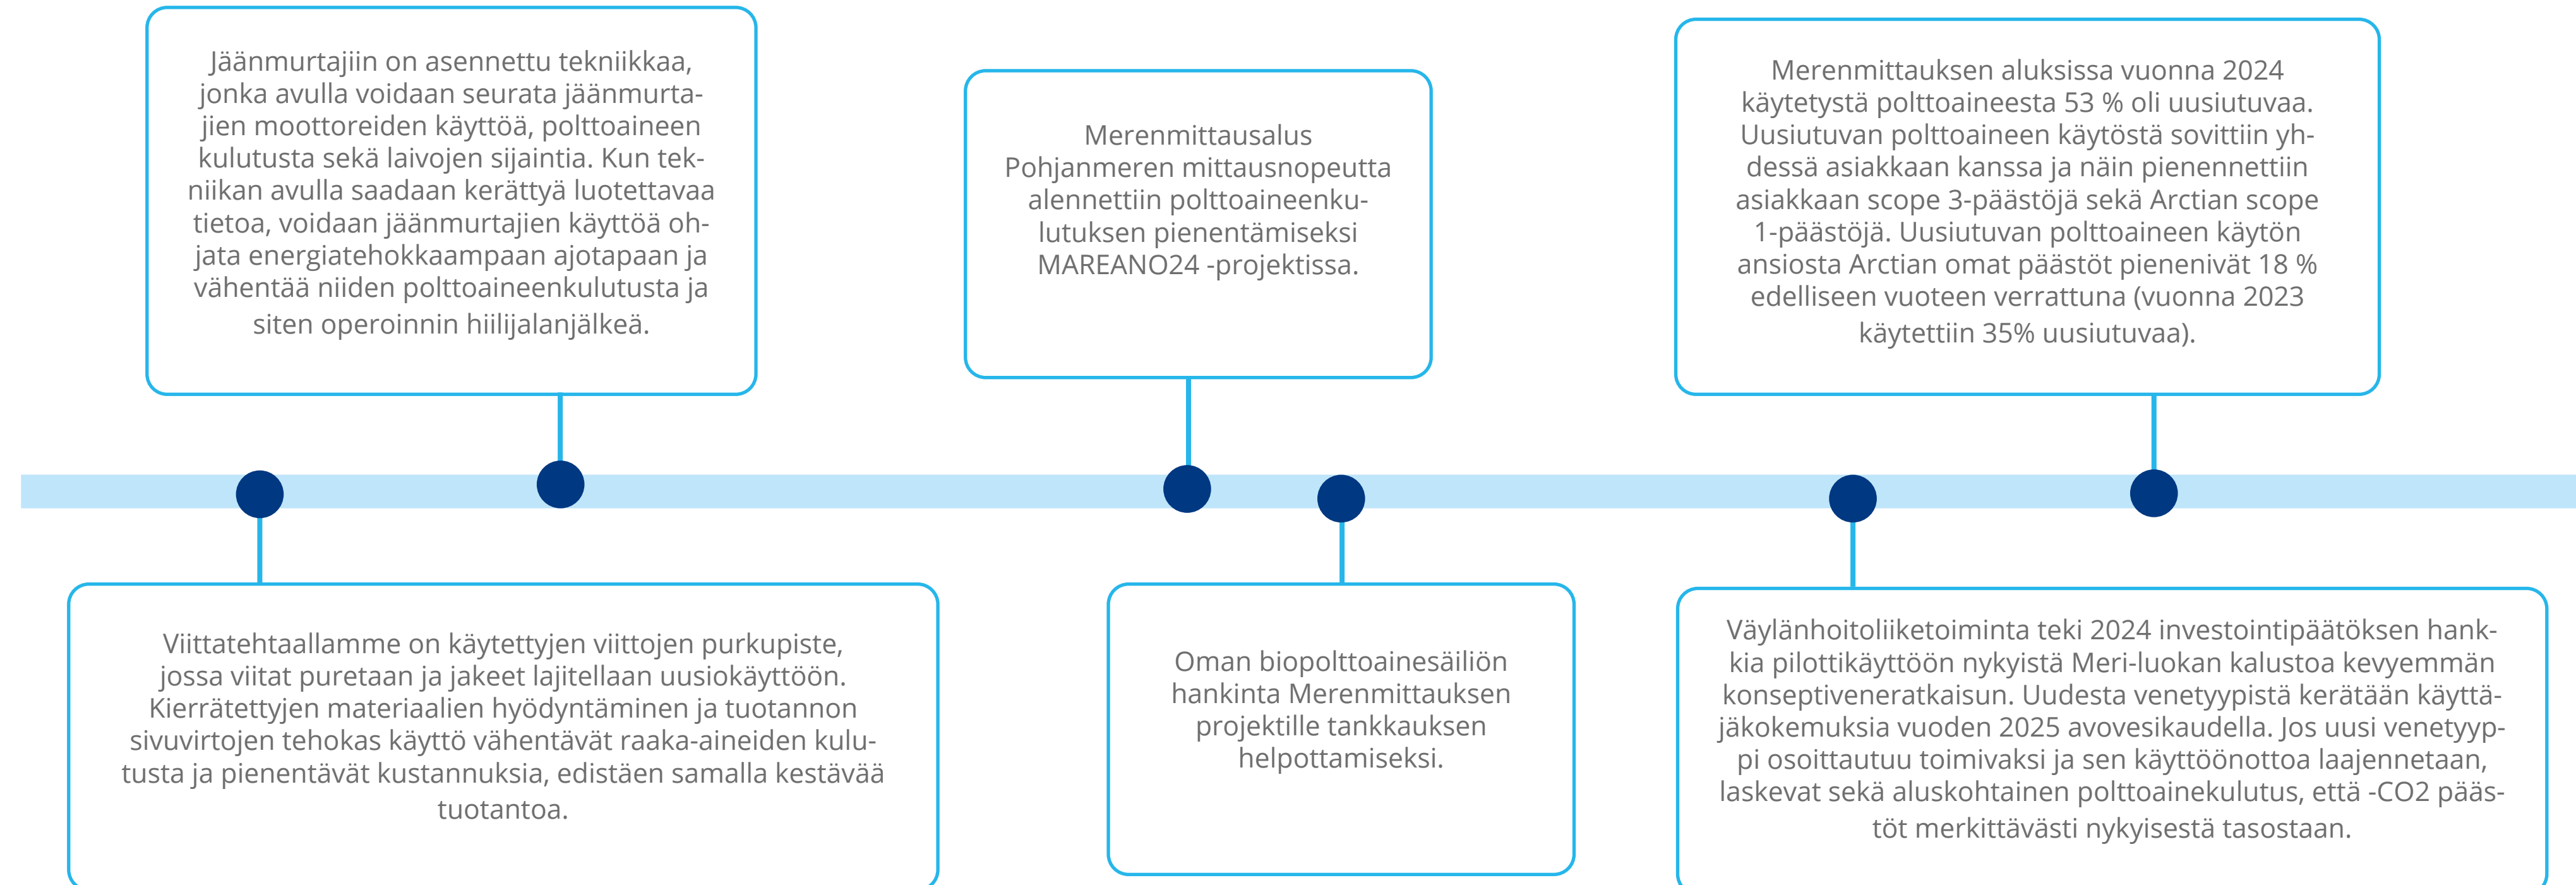 Jäänmurtajiin on asennettu tekniikkaa,
jonka avulla voidaan seurata jäänmurta-
jien moottoreiden käyttöä, polttoaineen
kulutusta sekä laivojen sijaintia. Kun tek-
niikan avulla saadaan kerättyä luotettavaa
tietoa, voidaan jäänmurtajien käyttöä oh-
jata energiatehokkaampaan ajotapaan ja
vähentää niiden polttoaineenkulutusta ja
siten operoinnin hiilijalanjälkeä.
Merenmittausalus
Pohjanmeren mittausnopeutta
alennettiin polttoaineenku-
lutuksen pienentämiseksi
MAREANO24 -projektissa.
Merenmittauksen aluksissa vuonna 2024
käytetystä polttoaineesta 53 % oli uusiutuvaa.
Uusiutuvan polttoaineen käytöstä sovittiin yh-
dessä asiakkaan kanssa ja näin pienennettiin
asiakkaan scope 3-päästöjä sekä Arctian scope
1-päästöjä. Uusiutuvan polttoaineen käytön
ansiosta Arctian omat päästöt pienenivät 18 %
edelliseen vuoteen verrattuna (vuonna 2023
käytettiin 35% uusiutuvaa).
Viittatehtaallamme on käytettyjen viittojen purkupiste,
jossa viitat puretaan ja jakeet lajitellaan uusiokäyttöön.
Kierrätettyjen materiaalien hyödyntäminen ja tuotannon
sivuvirtojen tehokas käyttö vähentävät raaka-aineiden kulu-
tusta ja pienentävät kustannuksia, edistäen samalla kestävää
tuotantoa.
Oman biopolttoainesäiliön
hankinta Merenmittauksen
projektille tankkauksen
helpottamiseksi.
Väylänhoitoliiketoiminta teki 2024 investointipäätöksen hank-
kia pilottikäyttöön nykyistä Meri-luokan kalustoa kevyemmän
konseptiveneratkaisun. Uudesta venetyypistä kerätään käyttä-
jäkokemuksia vuoden 2025 avovesikaudella. Jos uusi venetyyp-
pi osoittautuu toimivaksi ja sen käyttöönottoa laajennetaan,
laskevat sekä aluskohtainen polttoainekulutus, että -CO2 pääs-
töt merkittävästi nykyisestä tasostaan.